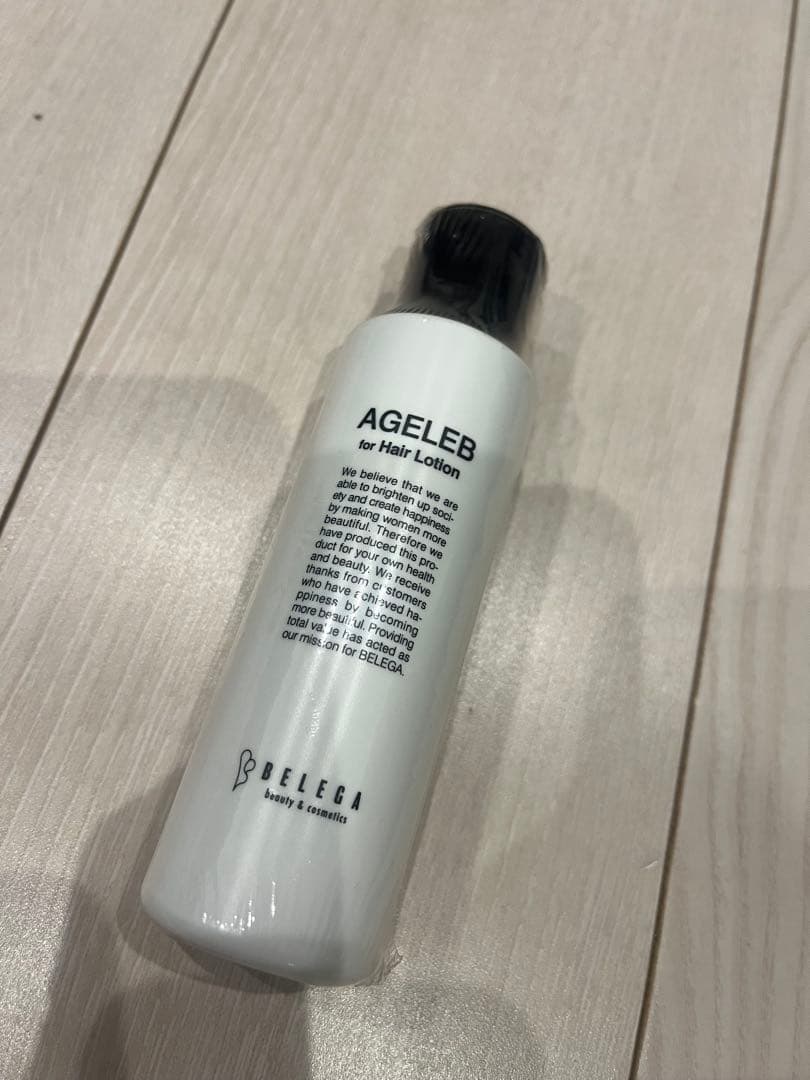 AGELEB
for Hair Lotion
We believe that we are
able to brighten up soci-
ety and create happiness
by making women more
beautiful. Therefore we
have produced this pro-
duct for your own health
and beauty. We receive
thanks from customers
who have achieved ha-
ppiness by becoming
more beautiful. Providing
total value has acted as
our mission for BELEGA.
BELEGA
beauty & cosmetics